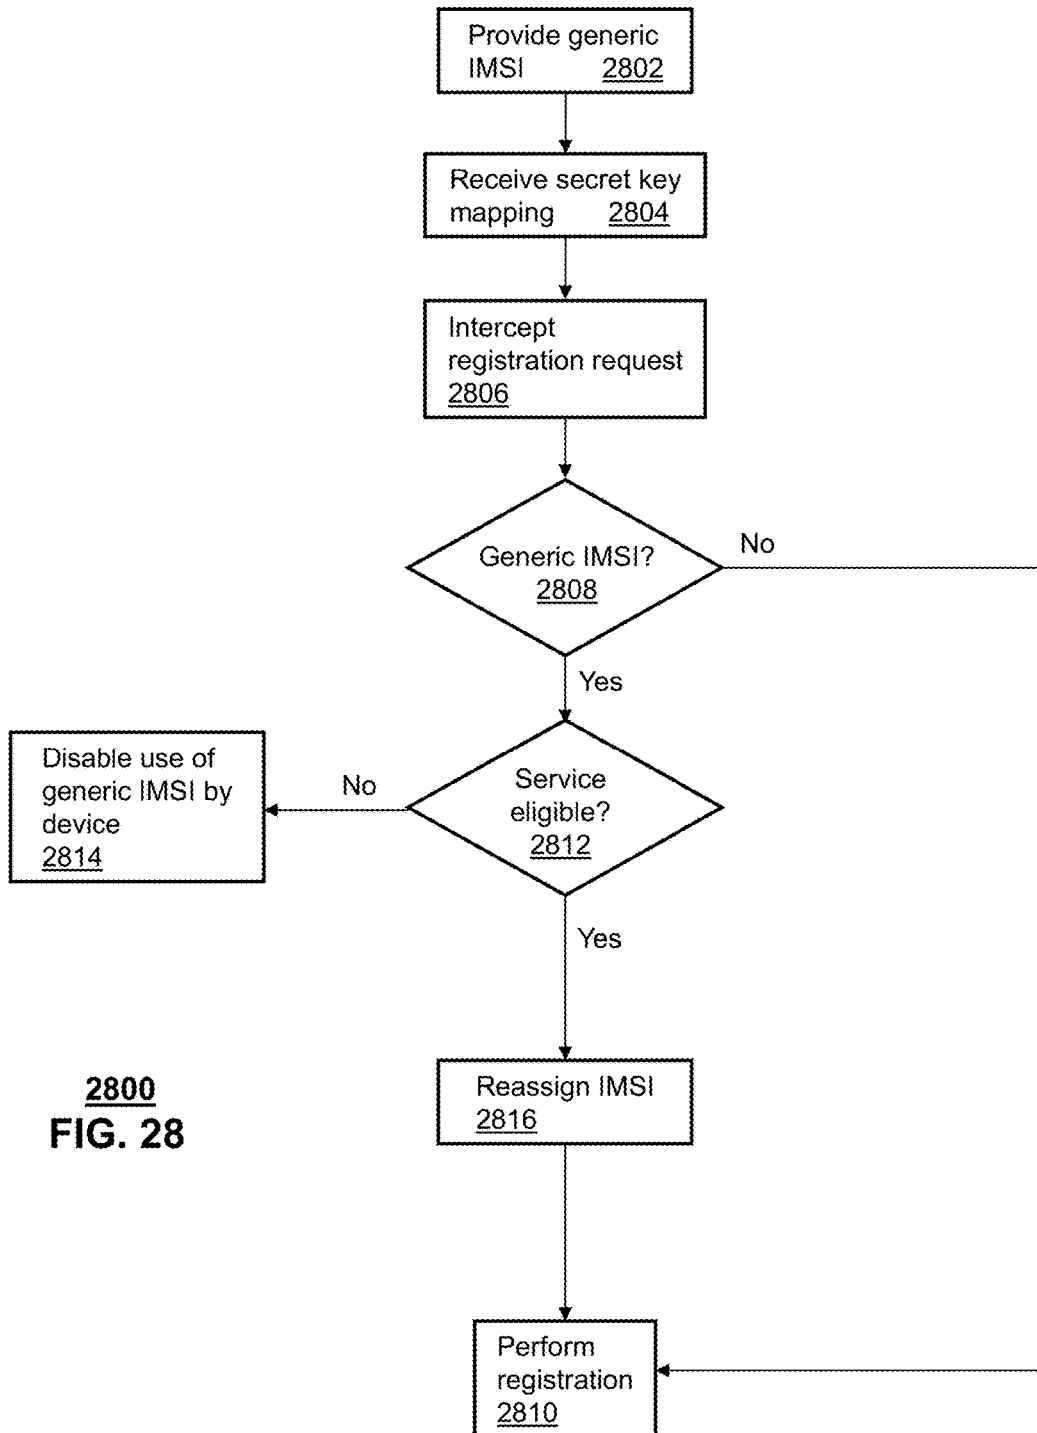 Provide generic
IMSI 2802
Receive secret key
mapping 2804
Intercept
registration request
2806
Generic IMSI?
2808
No
Yes
Service
eligible?
2812
No
Disable use of
generic IMSI by
device
2814
Yes
Reassign IMSI
2816
2800
FIG. 28
Perform
registration
2810